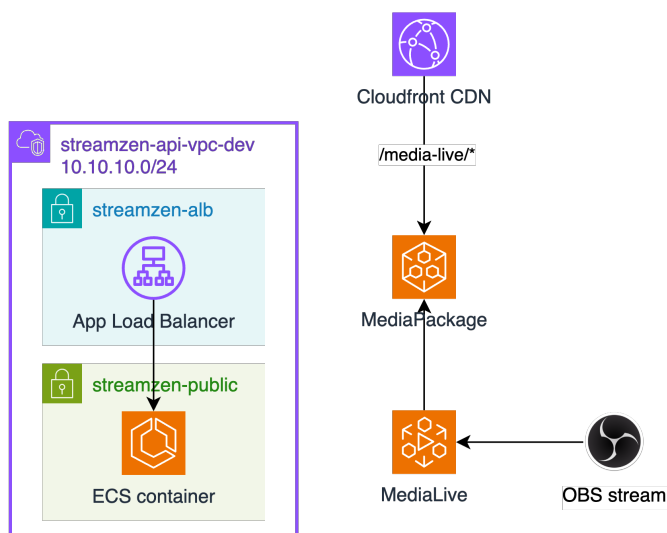 Cloudfront CDN
/media-live/*
streamzen-api-vpc-dev
10.10.10.0/24
streamzen-alb
App Load Balancer
MediaPackage
streamzen-public
ECS container
MediaLive
OBS stream